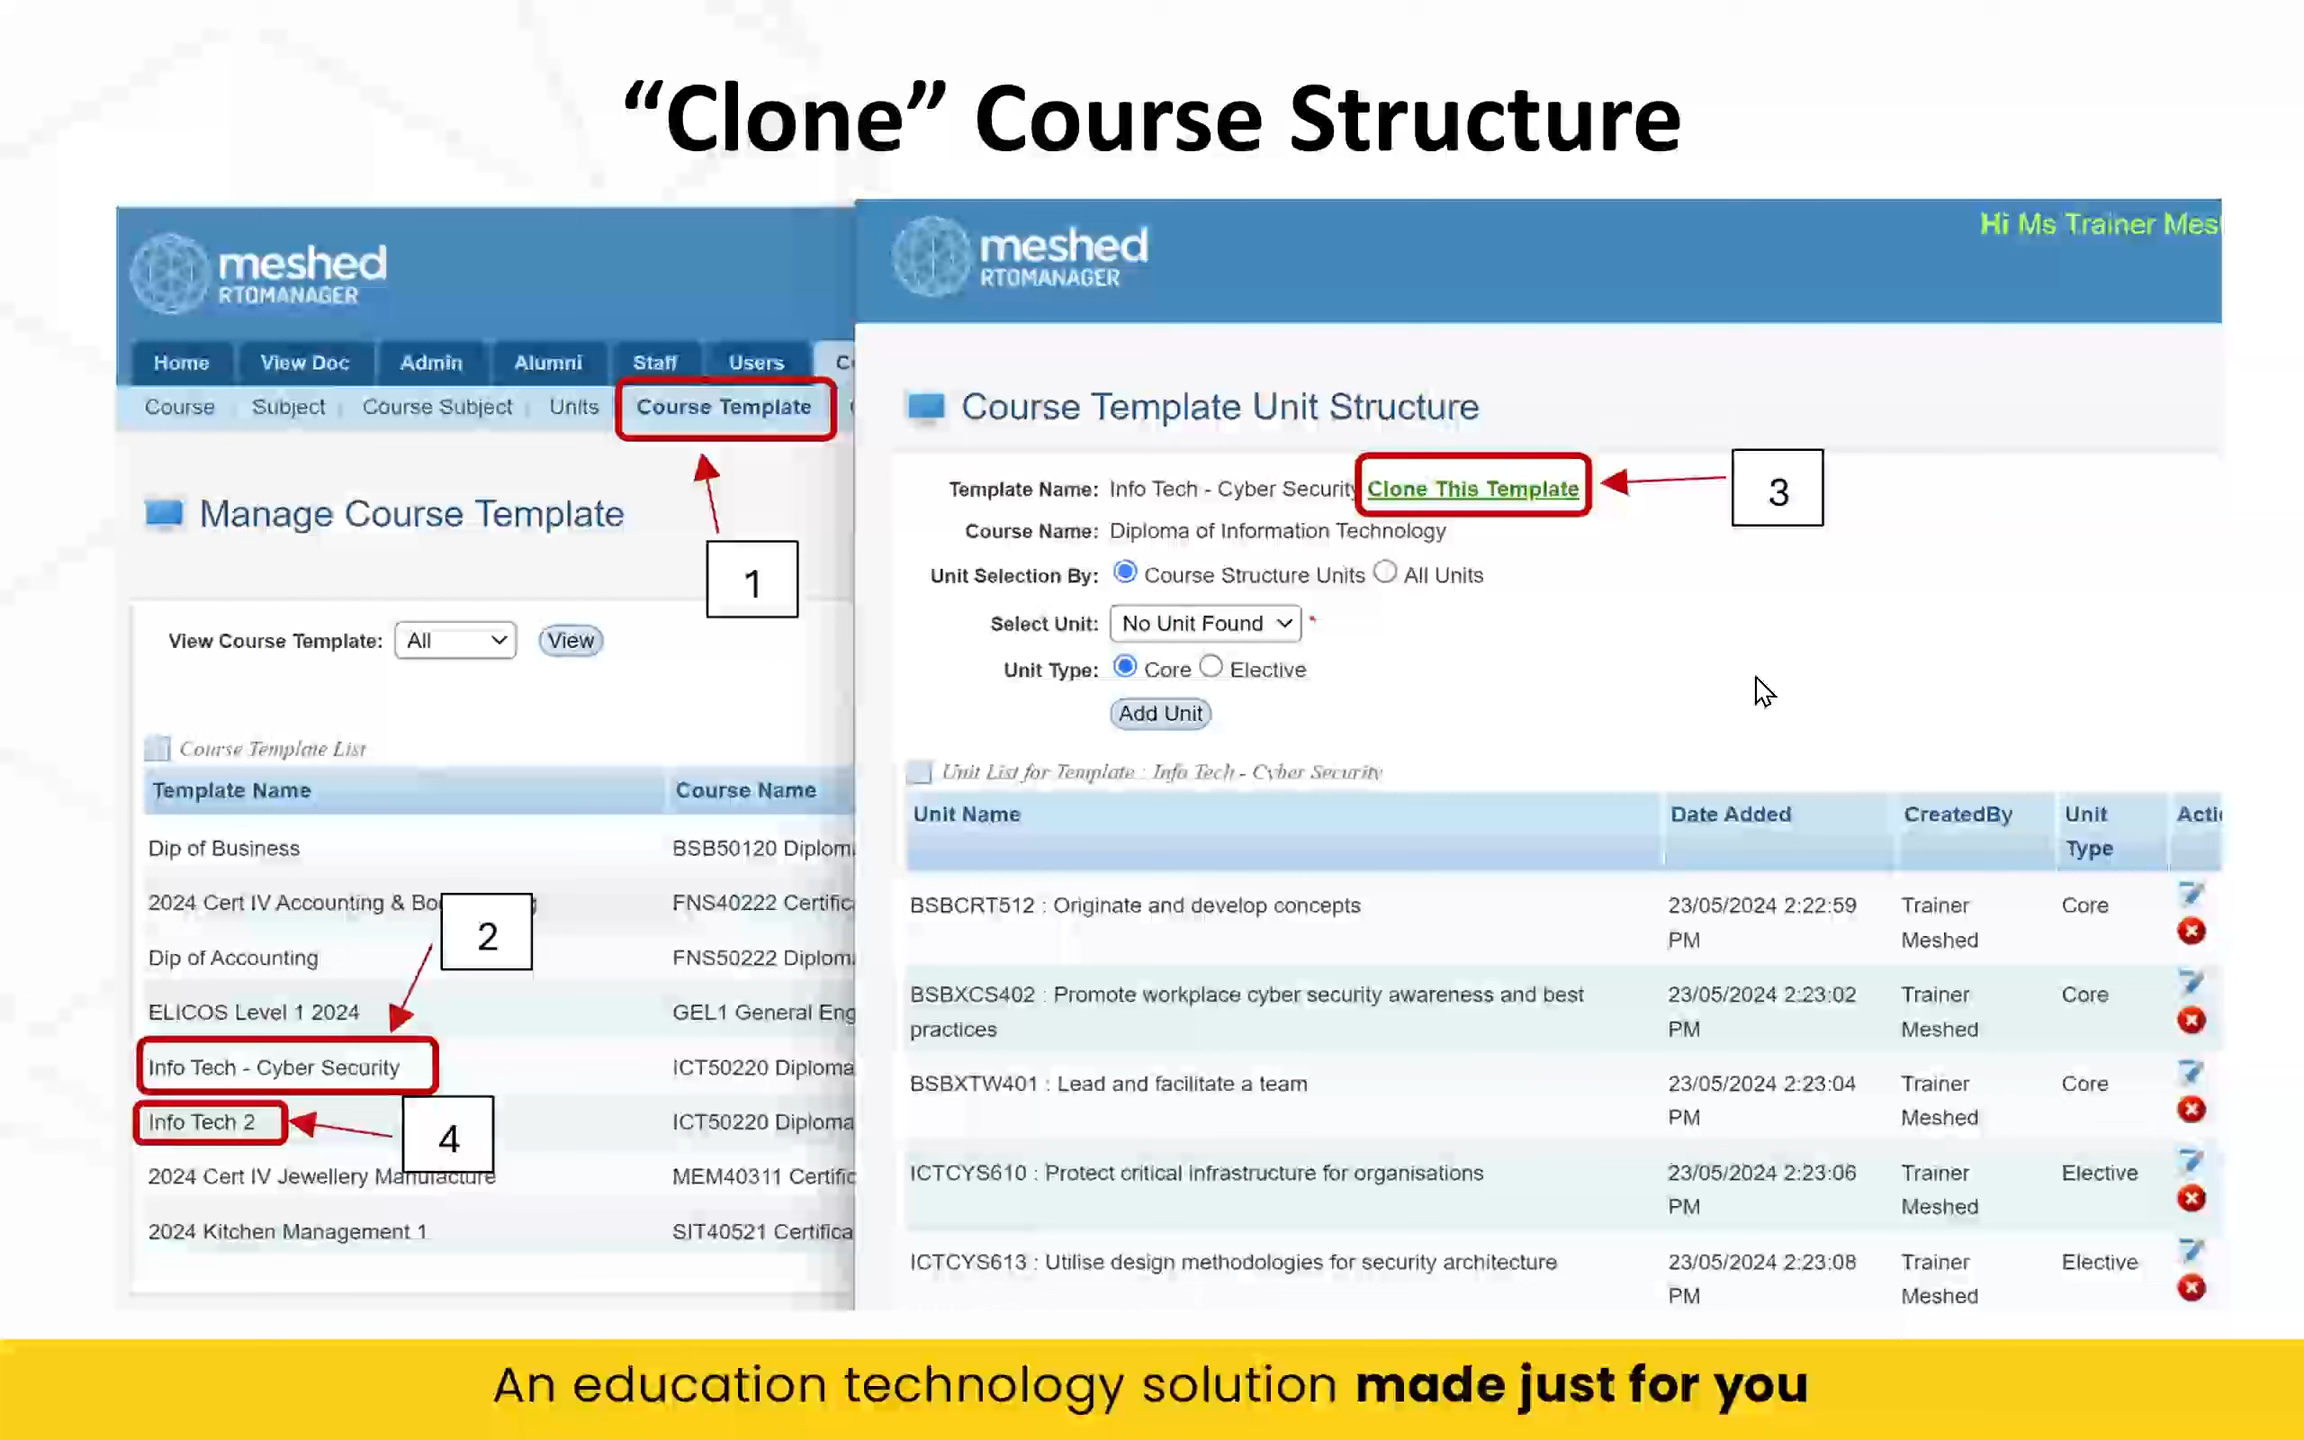 “Clone” Course Structure
meshed
RTOMANAGER
Home View Doc Admin Alumni Staff Users
Course Subject Course Subject Units Course Template
1
Manage Course Template
View Course Template: All View
Course Template List
Template Name Course Name
Dip of Business BSB50120
2024 Cert IV Accounting & FNS40222
2
Dip of Accounting FNS50222
ELICOS Level 1 2024 GEL1 General
Info Tech - Cyber Security ICT50220 Diploma
Info Tech 2 ICT50220 Diploma
4
2024 Cert IV Jewellery Manufacture MEM40311
2024 Kitchen Management 1 SIT40521
meshed
RTOMANAGER
Hi Ms Trainer
Course Template Unit Structure
Template Name: Info Tech - Cyber Security Clone This Template
3
Course Name: Diploma of Information Technology
Unit Selection By: Course Structure Units All Units
Select Unit: No Unit Found *
Unit Type: Core Elective
Add Unit
Unit List for Template : Info Tech - Cyber Security
Unit Name Date Added CreatedBy Unit
Type
BSBCRT512 : Originate and develop concepts 23/05/2024 2:22:59 Trainer Core
PM Meshed
BSBXCS402 : Promote workplace cyber security awareness and best 23/05/2024 2:23:02 Trainer Core
practices PM Meshed
BSBXTW401 : Lead and facilitate a team 23/05/2024 2:23:04 Trainer Core
PM Meshed
ICTCYS610 : Protect critical infrastructure for organisations 23/05/2024 2:23:06 Trainer Elective
PM Meshed
ICTCYS613 : Utilise design methodologies for security architecture 23/05/2024 2:23:08 Trainer Elective
PM Meshed
An education technology solution made just for you